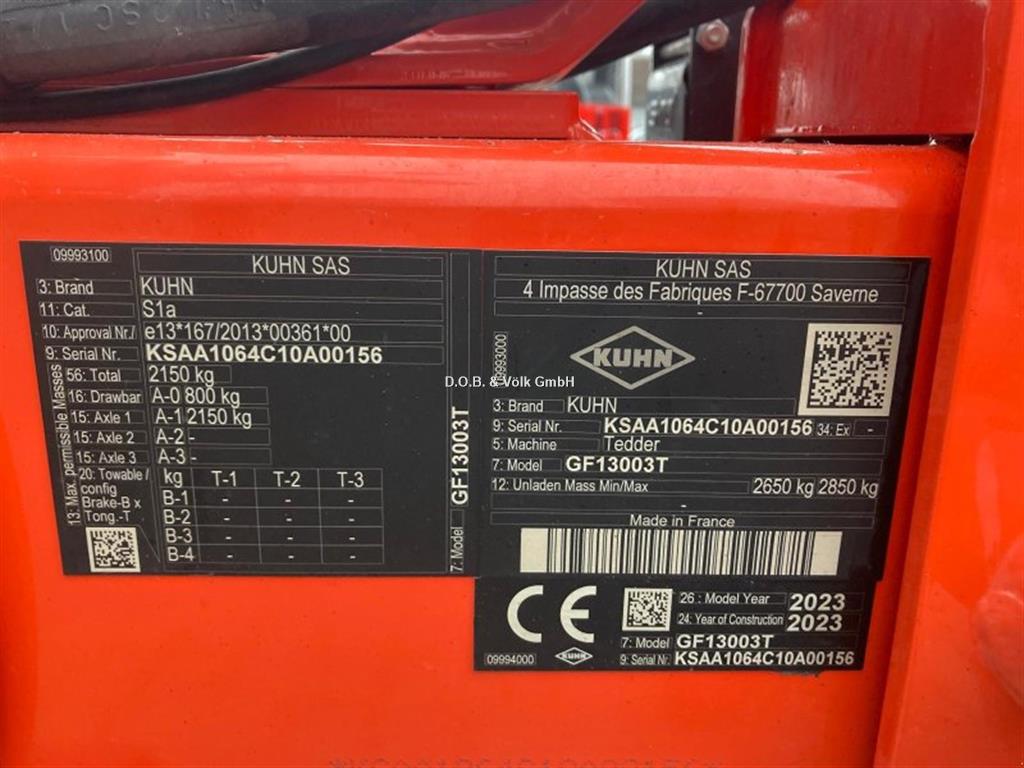 09993100
KUHN SAS
3: Brand KUHN
11: Cat. S1a
10: Approval Nr./ e13*167/2013*00361*00
9: Serial Nr. KSAA1064C10A00156
13: Max. permissible Masses
56: Total 2150 kg
16: Drawbar A-0 800 kg
15: Axle 1 A-1 2150 kg
15: Axle 2 A-2 -
15: Axle 3 A-3 -
20: Towable / kg T-1 T-2 T-3
config B-1 - - -
Brake-B x B-2 - - -
Tong.-T B-3 - - -
B-4 - - -
7: Model GF13003T
KUHN SAS
4 Impasse des Fabriques F-67700 Saverne
09993000
KUHN
D.O.B. & Volk GmbH
3: Brand KUHN
9: Serial Nr. KSAA1064C10A00156 34: Ex -
5: Machine Tedder
7: Model GF13003T
12: Unladen Mass Min/Max 2650 kg 2850 kg
-
Made in France
CE
26 : Model Year 2023
24: Year of Construction 2023
7: Model GF13003T
09994000 KUHN 9: Serial Nr. KSAA1064C10A00156